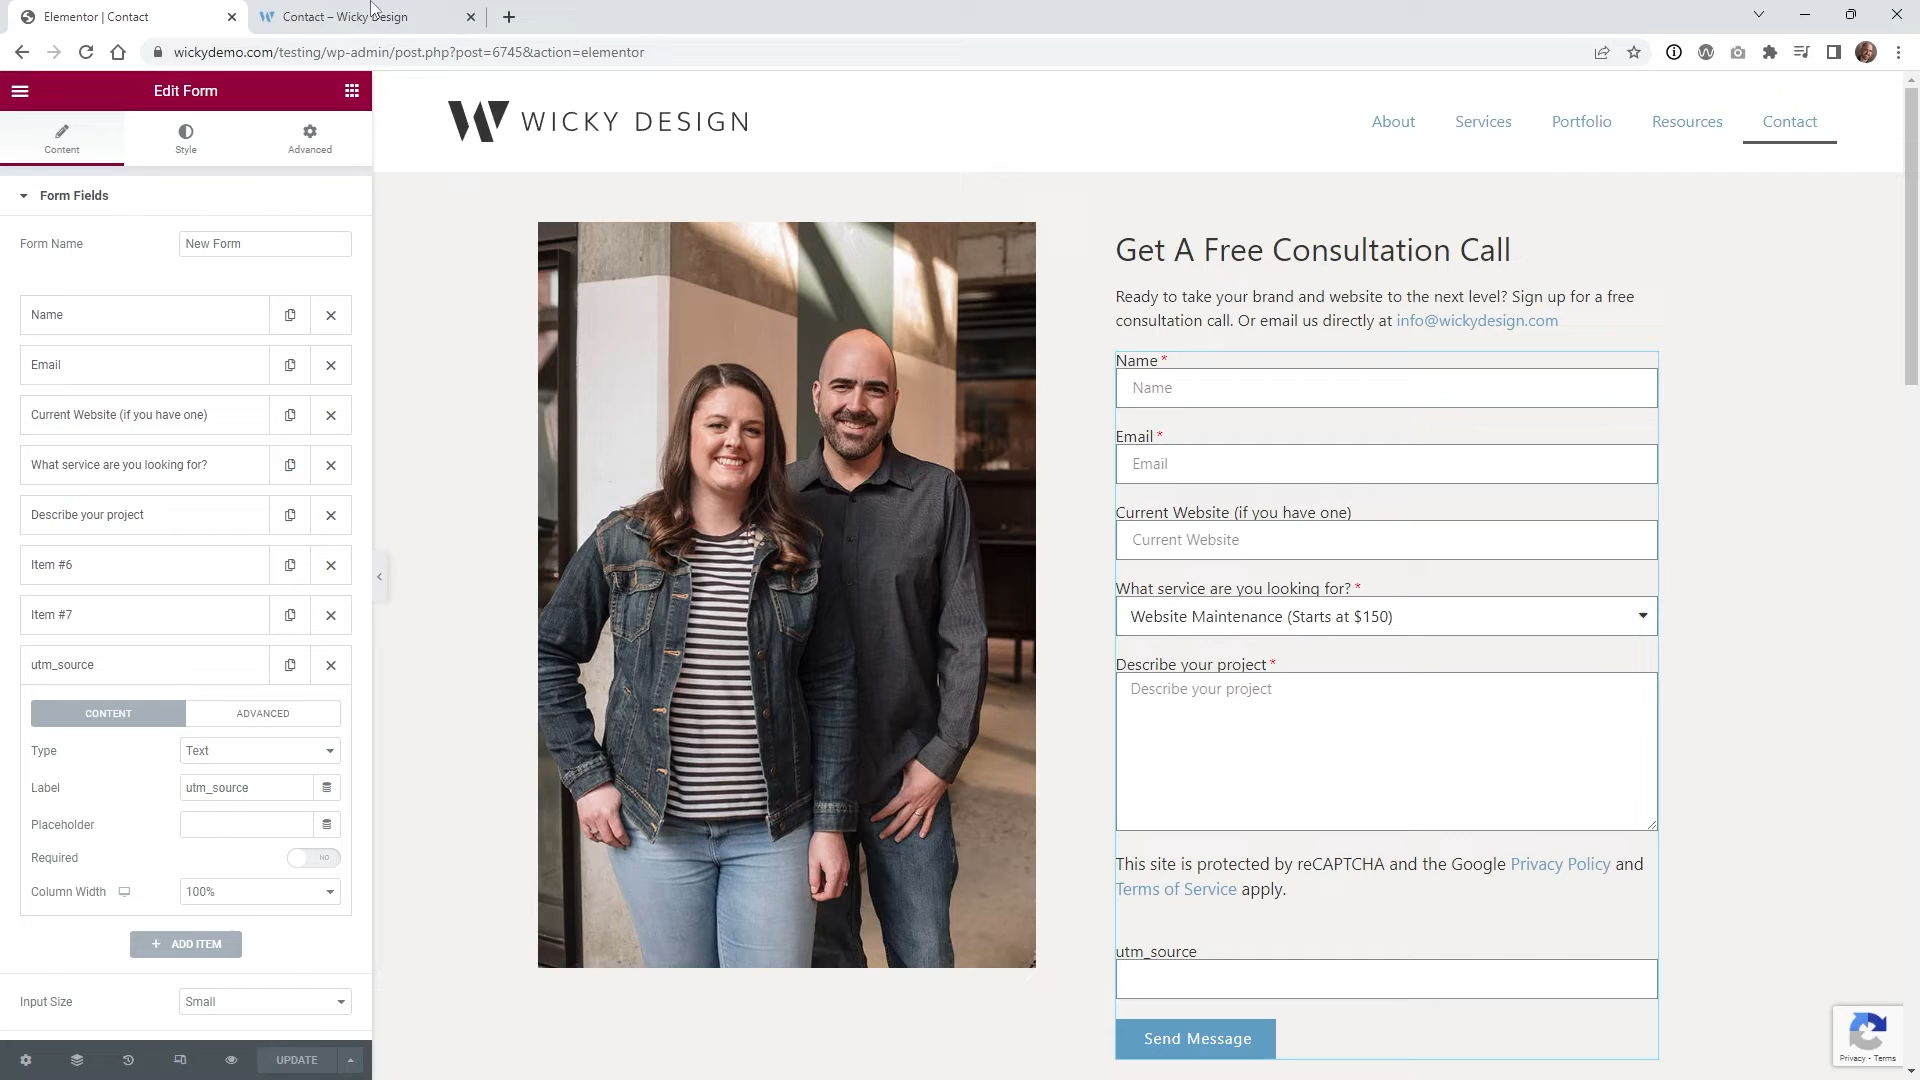 Elementor | Contact
Contact – Wicky Design
wickydemo.com/testing/wp-admin/post.php?post=6745&action=elementor
Edit Form
Content
Style
Advanced
Form Fields
Form Name
New Form
Name
Email
Current Website (if you have one)
What service are you looking for?
Describe your project
Item #6
Item #7
utm_source
CONTENT
ADVANCED
Type
Text
Label
utm_source
Placeholder
Required
NO
Column Width
100%
+ ADD ITEM
Input Size
Small
UPDATE
W WICKY DESIGN
About
Services
Portfolio
Resources
Contact
Get A Free Consultation Call
Ready to take your brand and website to the next level? Sign up for a free
consultation call. Or email us directly at info@wickydesign.com
Name *
Name
Email *
Email
Current Website (if you have one)
Current Website
What service are you looking for? *
Website Maintenance (Starts at $150)
Describe your project *
Describe your project
This site is protected by reCAPTCHA and the Google Privacy Policy and
Terms of Service apply.
utm_source
Send Message
Privacy - Terms